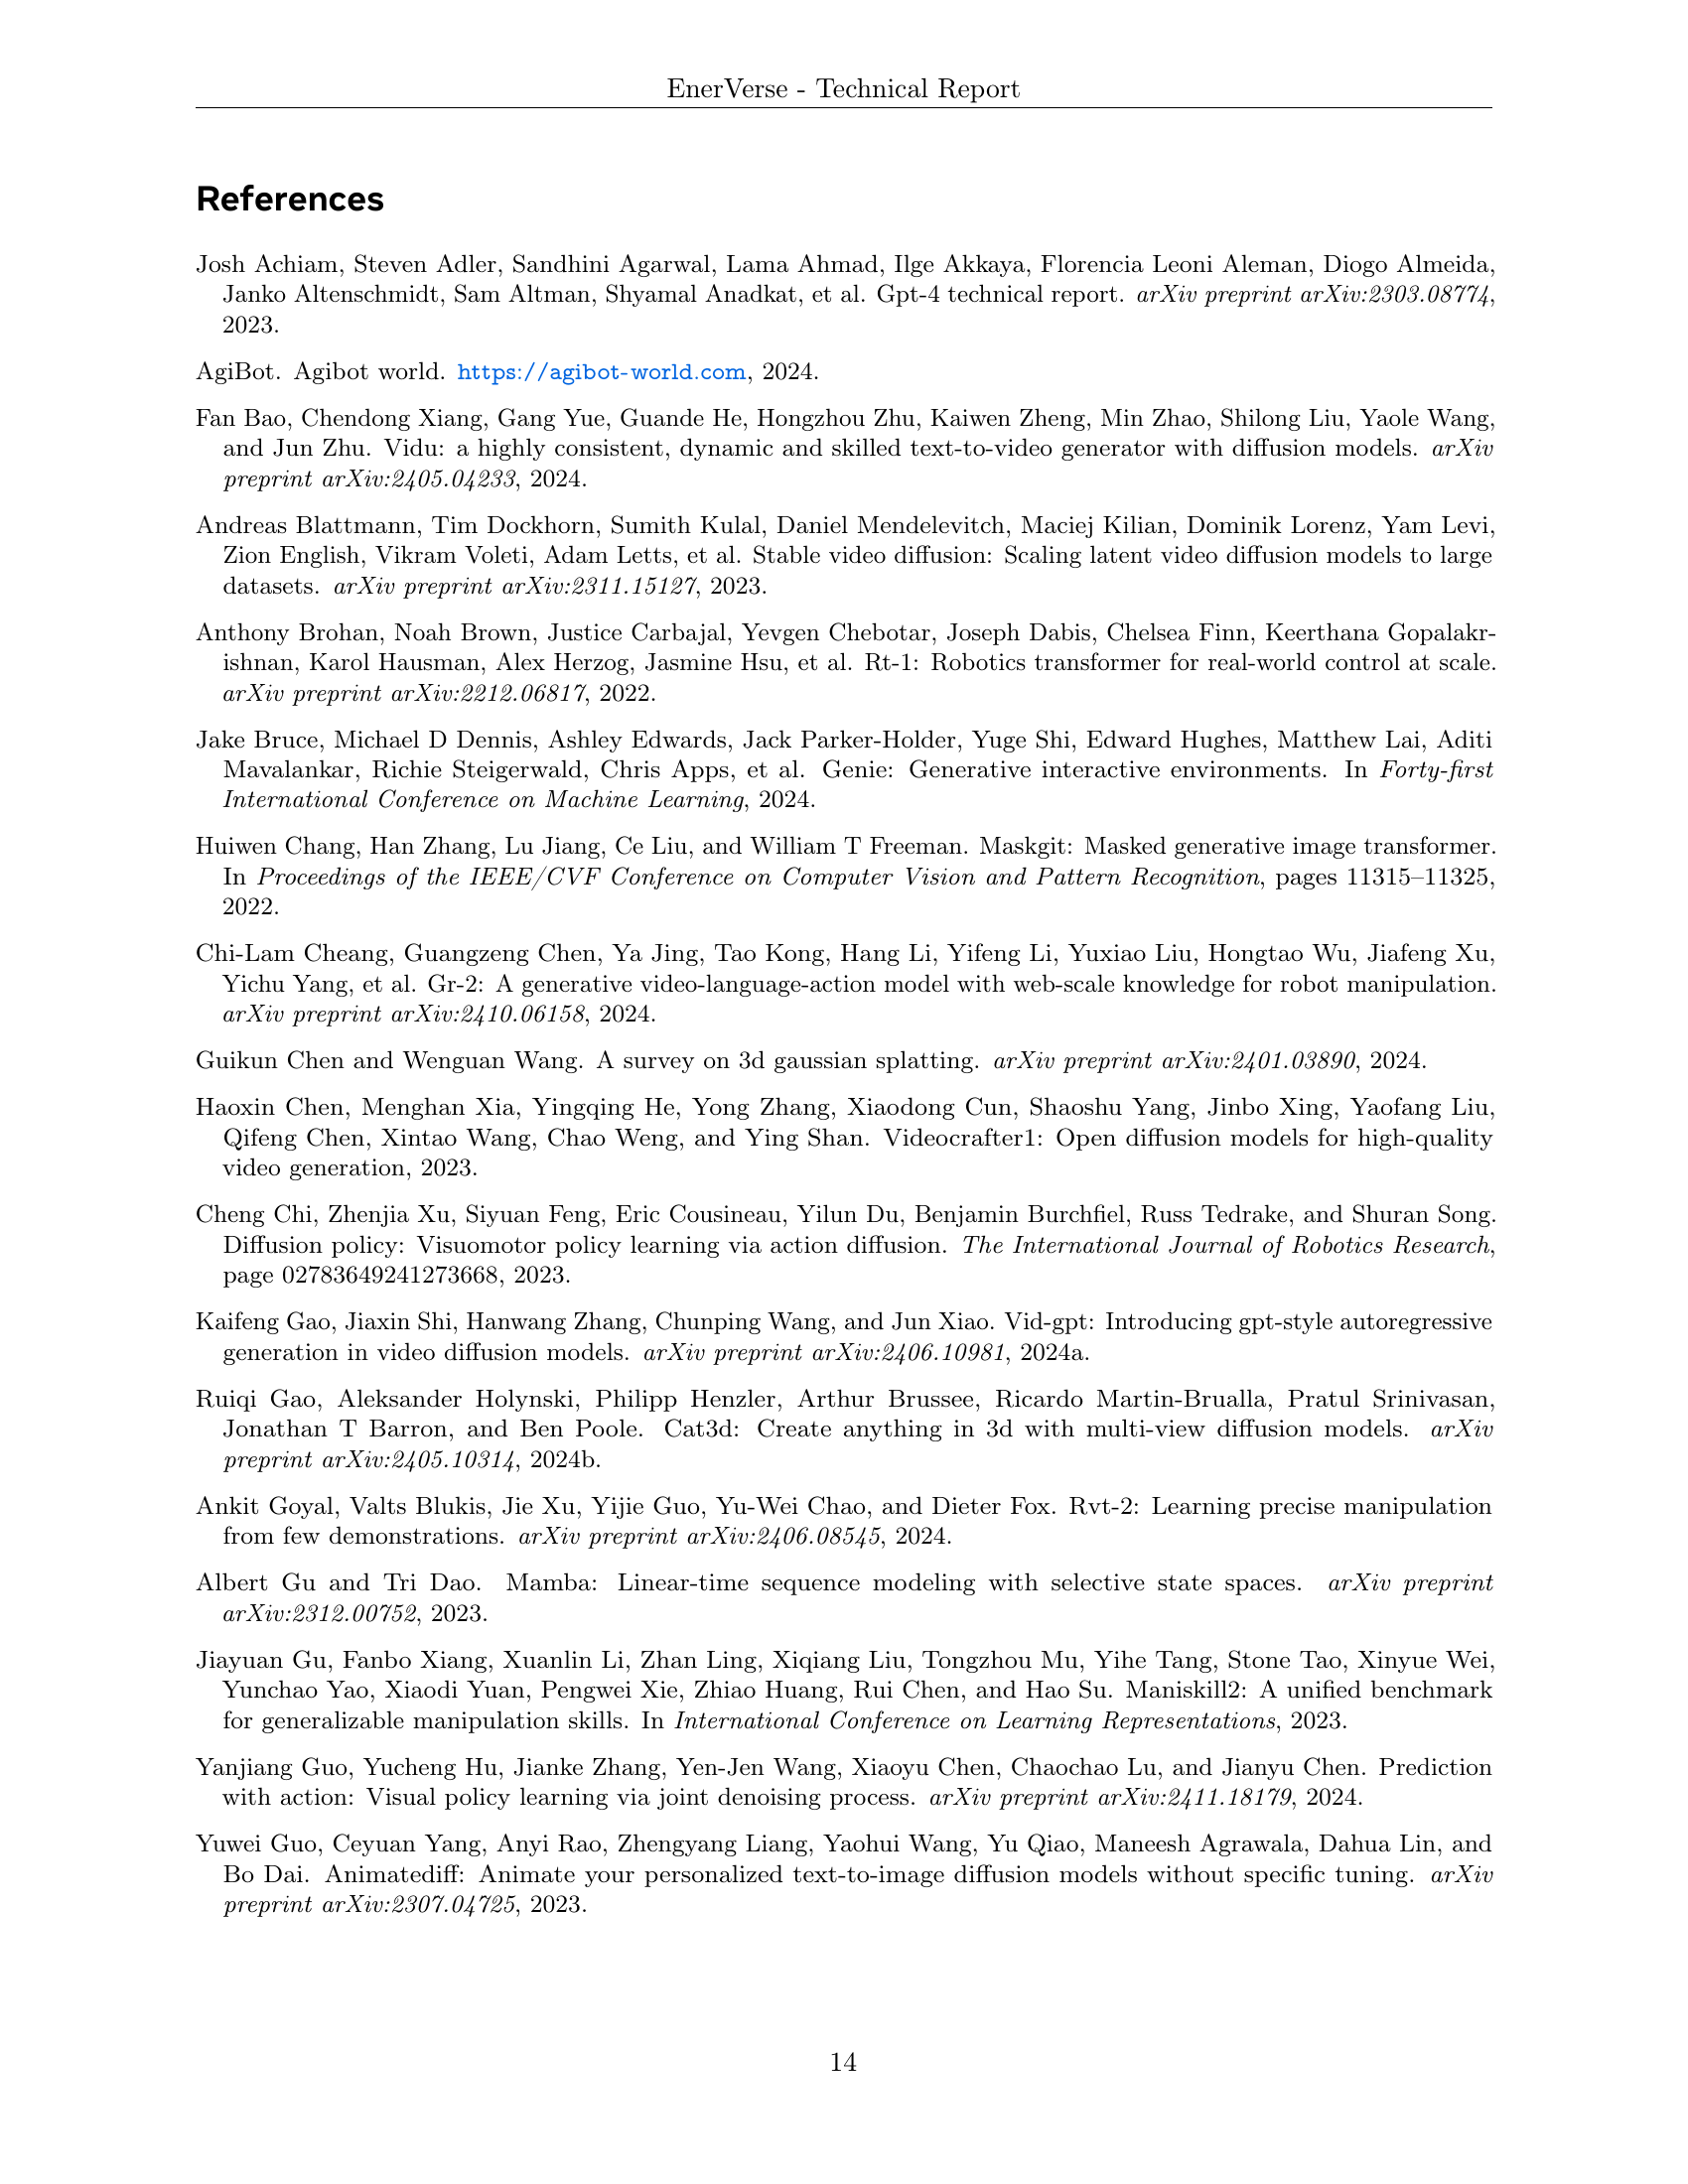 EnerVerse - Technical Report
References
Josh Achiam, Steven Adler, Sandhini Agarwal, Lama Ahmad, Ilge Akkaya, Florencia Leoni Aleman, Diogo Almeida,
Janko Altenschmidt, Sam Altman, Shyamal Anadkat, et al. Gpt-4 technical report. arXiv preprint arXiv:2303.08774,
2023.
AgiBot. Agibot world. https://agibot-world.com, 2024.
Fan Bao, Chendong Xiang, Gang Yue, Guande He, Hongzhou Zhu, Kaiwen Zheng, Min Zhao, Shilong Liu, Yaole Wang,
and Jun Zhu. Vidu: a highly consistent, dynamic and skilled text-to-video generator with diffusion models. arXiv
preprint arXiv:2405.04233, 2024.
Andreas Blattmann, Tim Dockhorn, Sumith Kulal, Daniel Mendelevitch, Maciej Kilian, Dominik Lorenz, Yam Levi,
Zion English, Vikram Voleti, Adam Letts, et al. Stable video diffusion: Scaling latent video diffusion models to large
datasets. arXiv preprint arXiv:2311.15127, 2023.
Anthony Brohan, Noah Brown, Justice Carbajal, Yevgen Chebotar, Joseph Dabis, Chelsea Finn, Keerthana Gopalakr-
ishnan, Karol Hausman, Alex Herzog, Jasmine Hsu, et al. Rt-1: Robotics transformer for real-world control at scale.
arXiv preprint arXiv:2212.06817, 2022.
Jake Bruce, Michael D Dennis, Ashley Edwards, Jack Parker-Holder, Yuge Shi, Edward Hughes, Matthew Lai, Aditi
Mavalankar, Richie Steigerwald, Chris Apps, et al. Genie: Generative interactive environments. In Forty-first
International Conference on Machine Learning, 2024.
Huiwen Chang, Han Zhang, Lu Jiang, Ce Liu, and William T Freeman. Maskgit: Masked generative image transformer.
In Proceedings of the IEEE/CVF Conference on Computer Vision and Pattern Recognition, pages 11315–11325,
2022.
Chi-Lam Cheang, Guangzeng Chen, Ya Jing, Tao Kong, Hang Li, Yifeng Li, Yuxiao Liu, Hongtao Wu, Jiafeng Xu,
Yichu Yang, et al. Gr-2: A generative video-language-action model with web-scale knowledge for robot manipulation.
arXiv preprint arXiv:2410.06158, 2024.
Guikun Chen and Wenguan Wang. A survey on 3d gaussian splatting. arXiv preprint arXiv:2401.03890, 2024.
Haoxin Chen, Menghan Xia, Yingqing He, Yong Zhang, Xiaodong Cun, Shaoshu Yang, Jinbo Xing, Yaofang Liu,
Qifeng Chen, Xintao Wang, Chao Weng, and Ying Shan. Videocrafter1: Open diffusion models for high-quality
video generation, 2023.
Cheng Chi, Zhenjia Xu, Siyuan Feng, Eric Cousineau, Yilun Du, Benjamin Burchfiel, Russ Tedrake, and Shuran Song.
Diffusion policy: Visuomotor policy learning via action diffusion. The International Journal of Robotics Research,
page 02783649241273668, 2023.
Kaifeng Gao, Jiaxin Shi, Hanwang Zhang, Chunping Wang, and Jun Xiao. Vid-gpt: Introducing gpt-style autoregressive
generation in video diffusion models. arXiv preprint arXiv:2406.10981, 2024a.
Ruiqi Gao, Aleksander Holynski, Philipp Henzler, Arthur Brussee, Ricardo Martin-Brualla, Pratul Srinivasan,
Jonathan T Barron, and Ben Poole. Cat3d: Create anything in 3d with multi-view diffusion models. arXiv
preprint arXiv:2405.10314, 2024b.
Ankit Goyal, Valts Blukis, Jie Xu, Yijie Guo, Yu-Wei Chao, and Dieter Fox. Rvt-2: Learning precise manipulation
from few demonstrations. arXiv preprint arXiv:2406.08545, 2024.
Albert Gu and Tri Dao. Mamba: Linear-time sequence modeling with selective state spaces. arXiv preprint
arXiv:2312.00752, 2023.
Jiayuan Gu, Fanbo Xiang, Xuanlin Li, Zhan Ling, Xiqiang Liu, Tongzhou Mu, Yihe Tang, Stone Tao, Xinyue Wei,
Yunchao Yao, Xiaodi Yuan, Pengwei Xie, Zhiao Huang, Rui Chen, and Hao Su. Maniskill2: A unified benchmark
for generalizable manipulation skills. In International Conference on Learning Representations, 2023.
Yanjiang Guo, Yucheng Hu, Jianke Zhang, Yen-Jen Wang, Xiaoyu Chen, Chaochao Lu, and Jianyu Chen. Prediction
with action: Visual policy learning via joint denoising process. arXiv preprint arXiv:2411.18179, 2024.
Yuwei Guo, Ceyuan Yang, Anyi Rao, Zhengyang Liang, Yaohui Wang, Yu Qiao, Maneesh Agrawala, Dahua Lin, and
Bo Dai. Animatediff: Animate your personalized text-to-image diffusion models without specific tuning. arXiv
preprint arXiv:2307.04725, 2023.
14